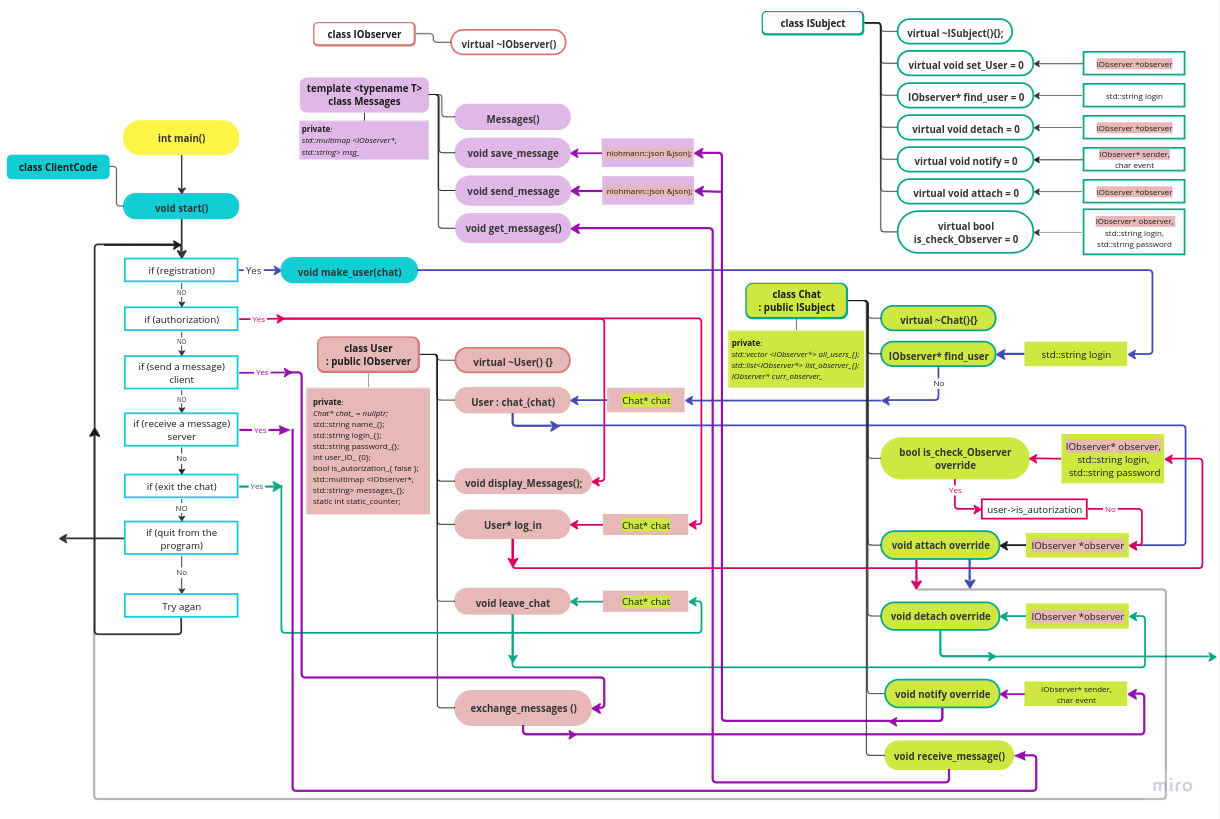 class IObserver
virtual ~IObserver()
class ISubject
virtual ~ISubject(){};
virtual void set_User = 0
IObserver *observer
IObserver* find_user = 0
std::string login
virtual void detach = 0
IObserver *observer
virtual void notify = 0
IObserver* sender,
char event
virtual void attach = 0
IObserver *observer
virtual bool
is_check_Observer = 0
IObserver* observer,
std::string login,
std::string password
template <typename T>
class Messages
private:
std::multimap <IObserver*,
std::string> msg_
Messages()
void save_message
nlohmann::json &json);
void send_message
nlohmann::json &json);
void get_messages()
int main()
class ClientCode
void start()
if (registration)
Yes
void make_user(chat)
NO
if (authorization)
Yes
NO
if (send a message)
client
Yes
NO
if (receive a message)
server
Yes
No
if (exit the chat)
Yes
NO
if (quit from the
program)
No
Try agan
class User
: public IObserver
private:
Chat* chat_ = nullptr;
std::string name_{};
std::string login_{};
std::string password_{};
int user_ID_ {0};
bool is_autorization_{ false };
std::multimap <IObserver*,
std::string> messages_{};
static int static_counter;
virtual ~User() {}
User : chat_(chat)
Chat* chat
void display_Messages();
User* log_in
Chat* chat
void leave_chat
Chat* chat
exchange_messages ()
class Chat
: public ISubject
private:
std::vector <IObserver*> all_users_{};
std::list<IObserver*> list_observer_{};
IObserver* curr_observer_
virtual ~Chat(){}
IObserver* find_user
std::string login
No
bool is_check_Observer
override
IObserver* observer,
std::string login,
std::string password
Yes
user->is_autorization
No
void attach override
IObserver *observer
void detach override
IObserver *observer
void notify override
IObserver* sender,
char event
void receive_message()
miro